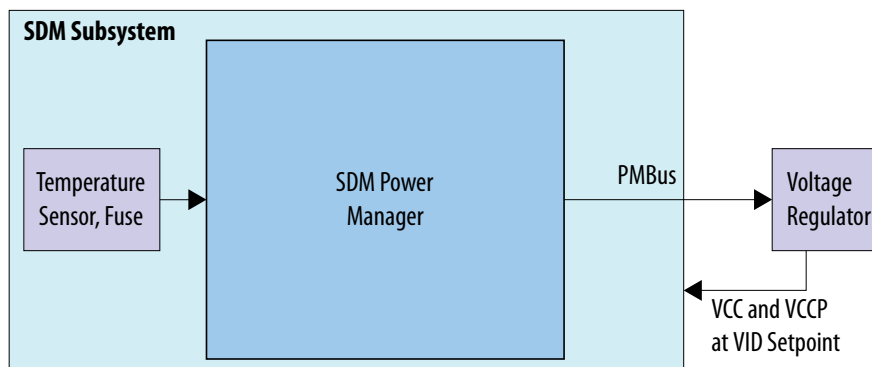 SDM Subsystem
Temperature
Sensor, Fuse
SDM Power
Manager
PMBus
Voltage
Regulator
VCC and VCCP
at VID Setpoint